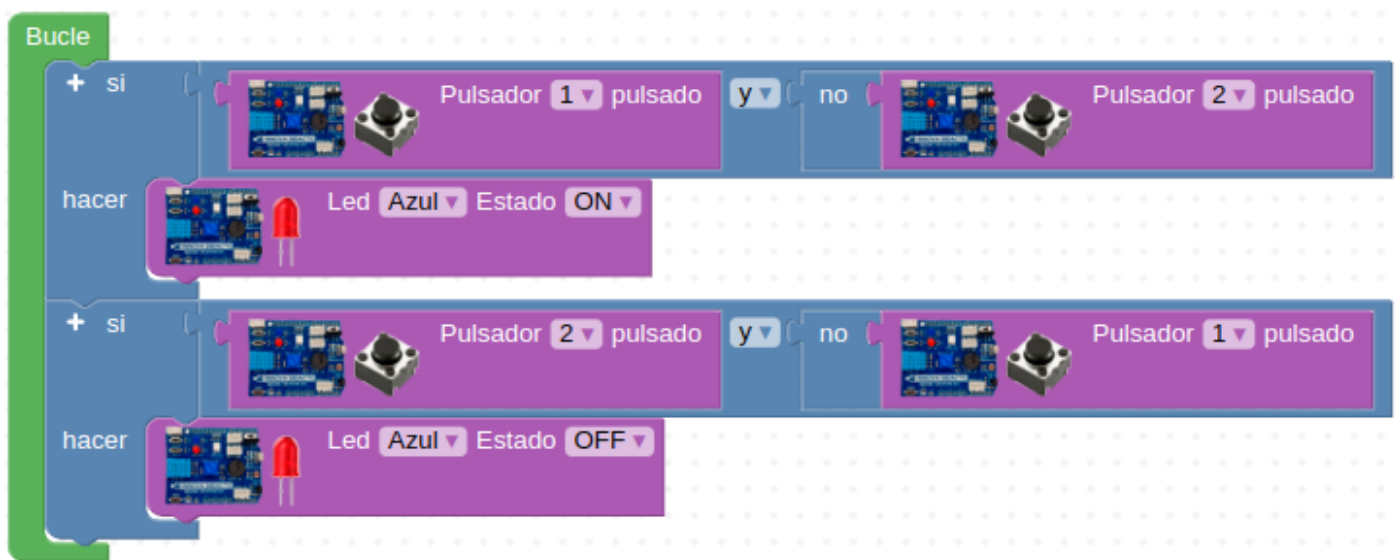 Bucle
+ si Pulsador 1 pulsado y no Pulsador 2 pulsado
hacer Led Azul Estado ON
+ si Pulsador 2 pulsado y no Pulsador 1 pulsado
hacer Led Azul Estado OFF